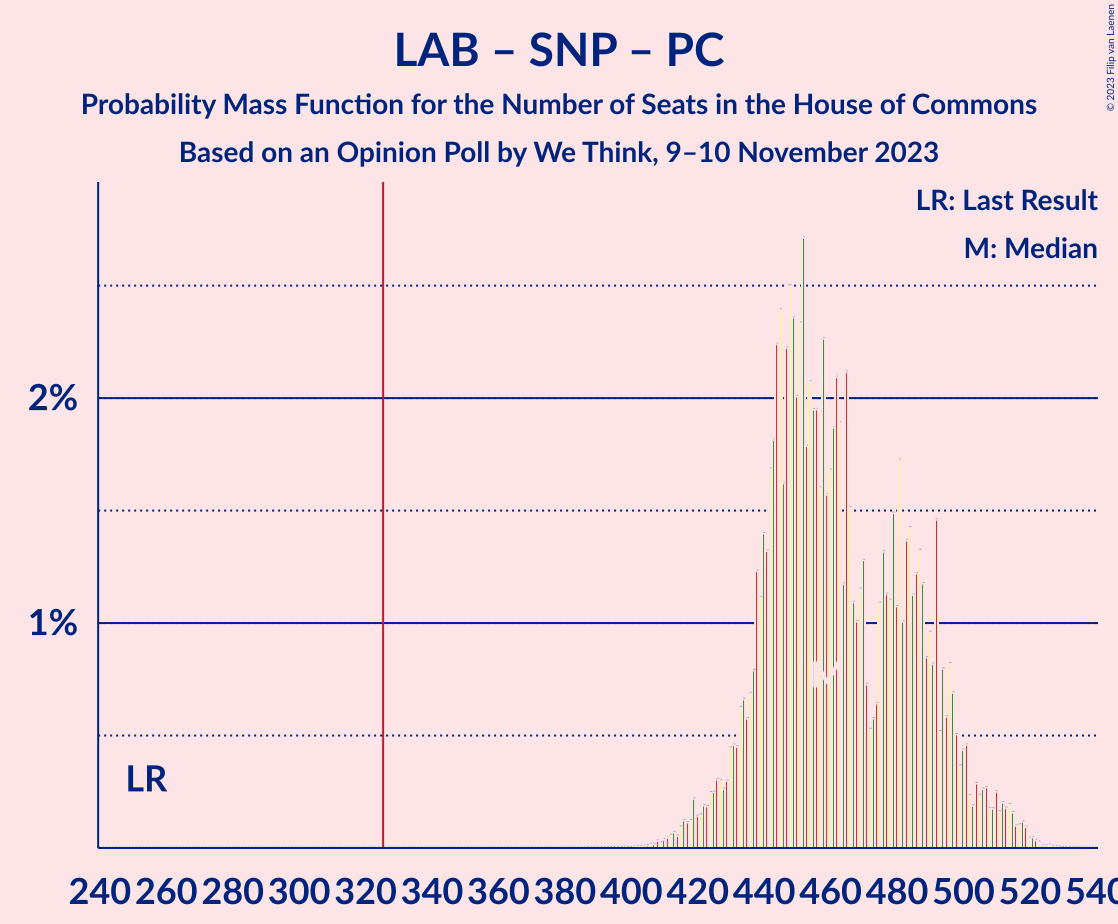 LAB – SNP – PC
Probability Mass Function for the Number of Seats in the House of Commons
Based on an Opinion Poll by We Think, 9–10 November 2023
© 2023 Filip van Laenen
LR: Last Result
M: Median
2%
1%
LR
240 260 280 300 320 340 360 380 400 420 440 460 480 500 520 540